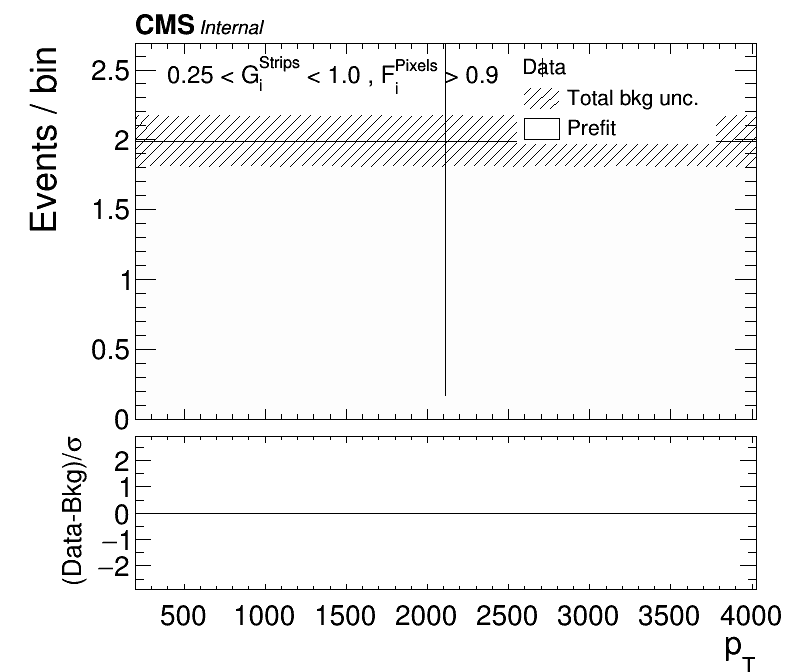 CMS Internal
Events / bin
2.5
2
1.5
1
0.5
0
0.25 < G_i^Strips < 1.0 , F_i^Pixels > 0.9
Data
Total bkg unc.
Prefit
(Data-Bkg)/σ
2
1
0
−1
−2
500 1000 1500 2000 2500 3000 3500 4000
p_T